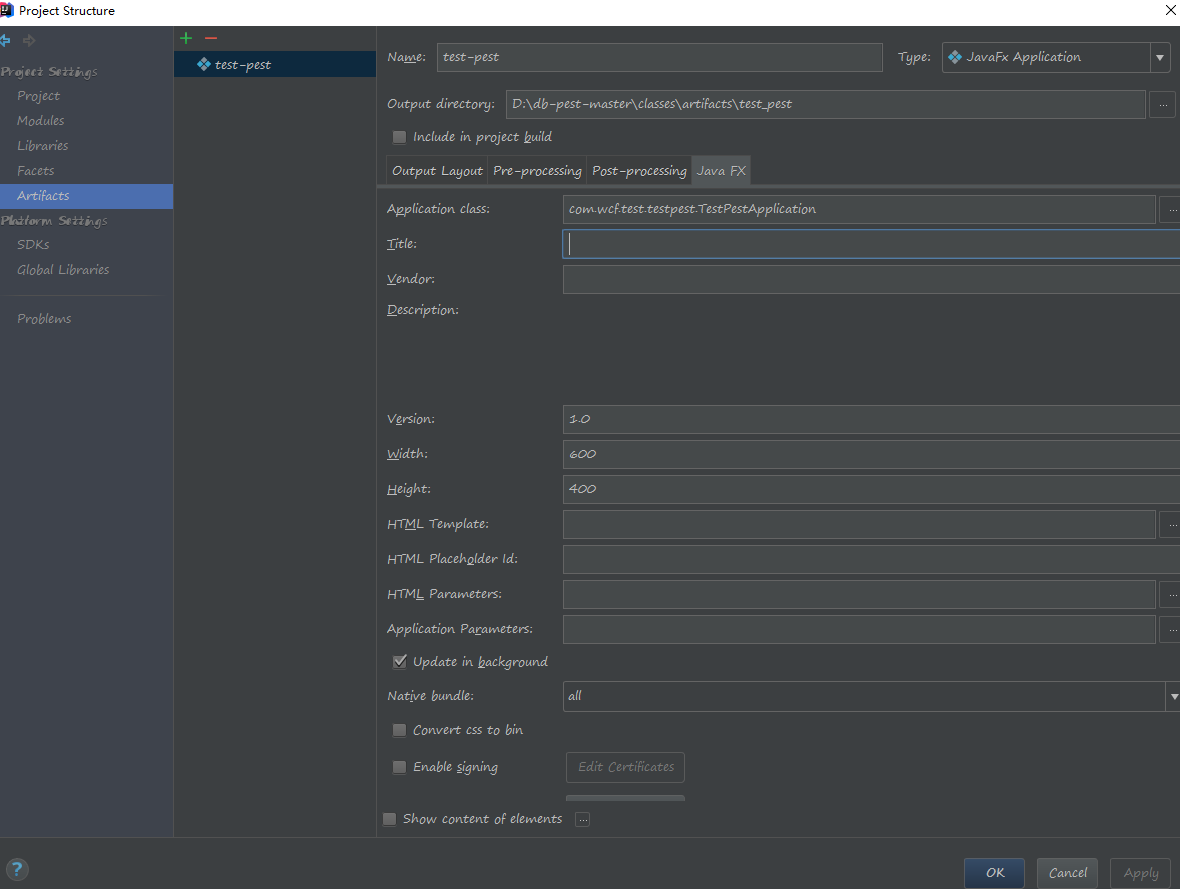 Project Structure
Project Settings
Project
Modules
Libraries
Facets
Artifacts
Platform Settings
SDKs
Global Libraries
Problems
test-pest
Name: test-pest Type: JavaFx Application
Output directory: D:\db-pest-master\classes\artifacts\test_pest ...
Include in project build
Output Layout Pre-processing Post-processing Java FX
Application class: com.wcf.test.testpest.TestPestApplication ...
Title:
Vendor:
Description:
Version: 1.0
Width: 600
Height: 400
HTML Template: ...
HTML Placeholder Id:
HTML Parameters: ...
Application Parameters: ...
Update in background
Native bundle: all
Convert css to bin
Enable signing Edit Certificates
Show content of elements ...
? OK Cancel Apply